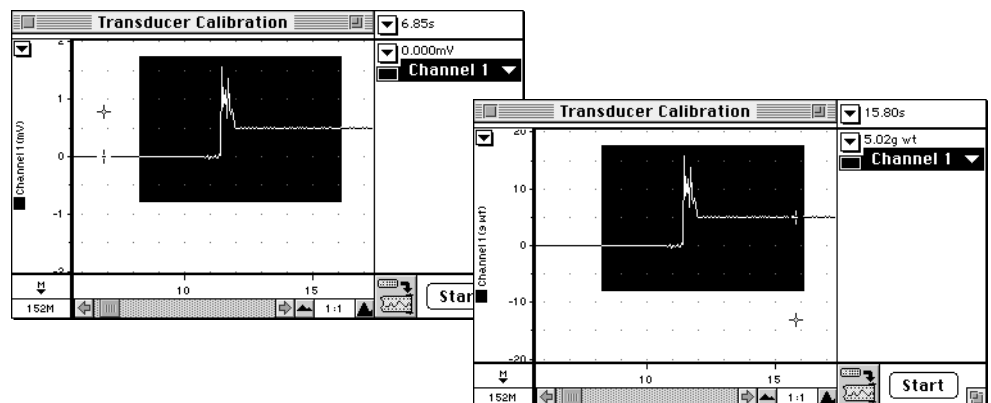 Transducer Calibration
6.85s
0.000mV
Channel 1
2
1
0
-1
-2
Channel 1 (mV)
M
10
15
152M
1:1
Star
Transducer Calibration
15.80s
5.02g wt
Channel 1
20
10
0
-10
-20
Channel 1 (g wt)
M
10
15
152M
1:1
Start